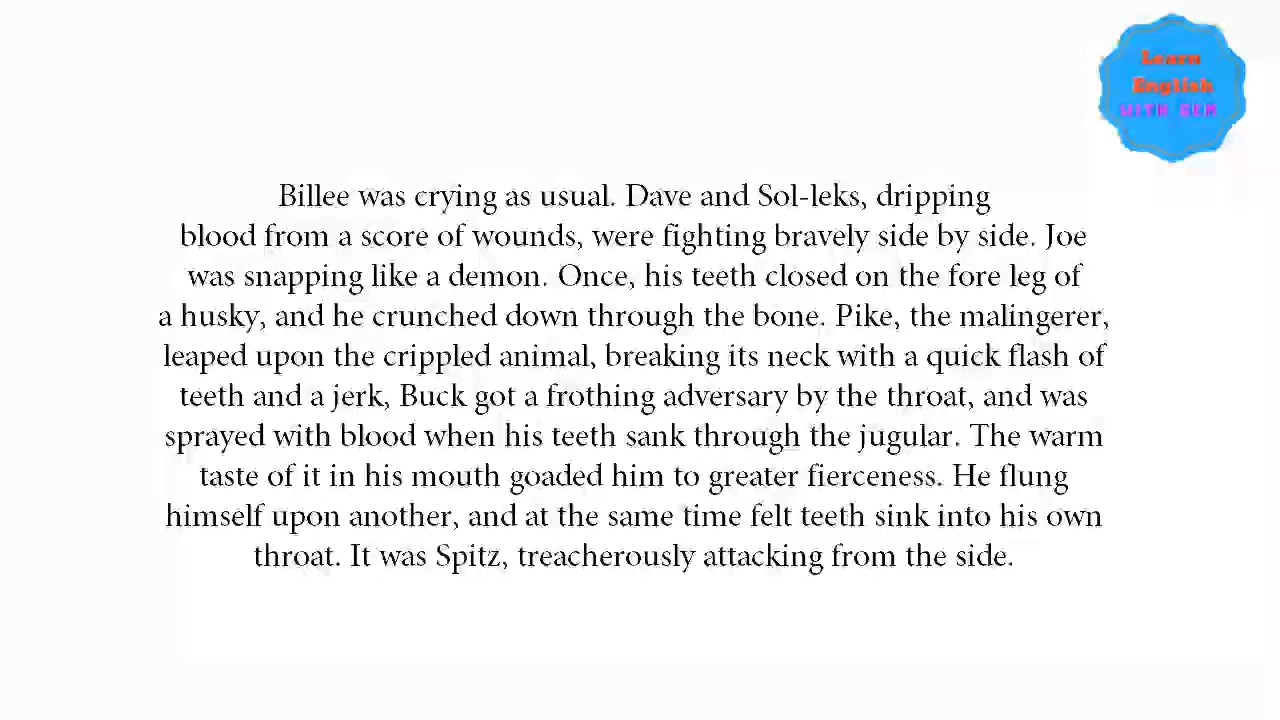 Learn
English
WITH GEM
Billee was crying as usual. Dave and Sol-leks, dripping
blood from a score of wounds, were fighting bravely side by side. Joe
was snapping like a demon. Once, his teeth closed on the fore leg of
a husky, and he crunched down through the bone. Pike, the malingerer,
leaped upon the crippled animal, breaking its neck with a quick flash of
teeth and a jerk, Buck got a frothing adversary by the throat, and was
sprayed with blood when his teeth sank through the jugular. The warm
taste of it in his mouth goaded him to greater fierceness. He flung
himself upon another, and at the same time felt teeth sink into his own
throat. It was Spitz, treacherously attacking from the side.